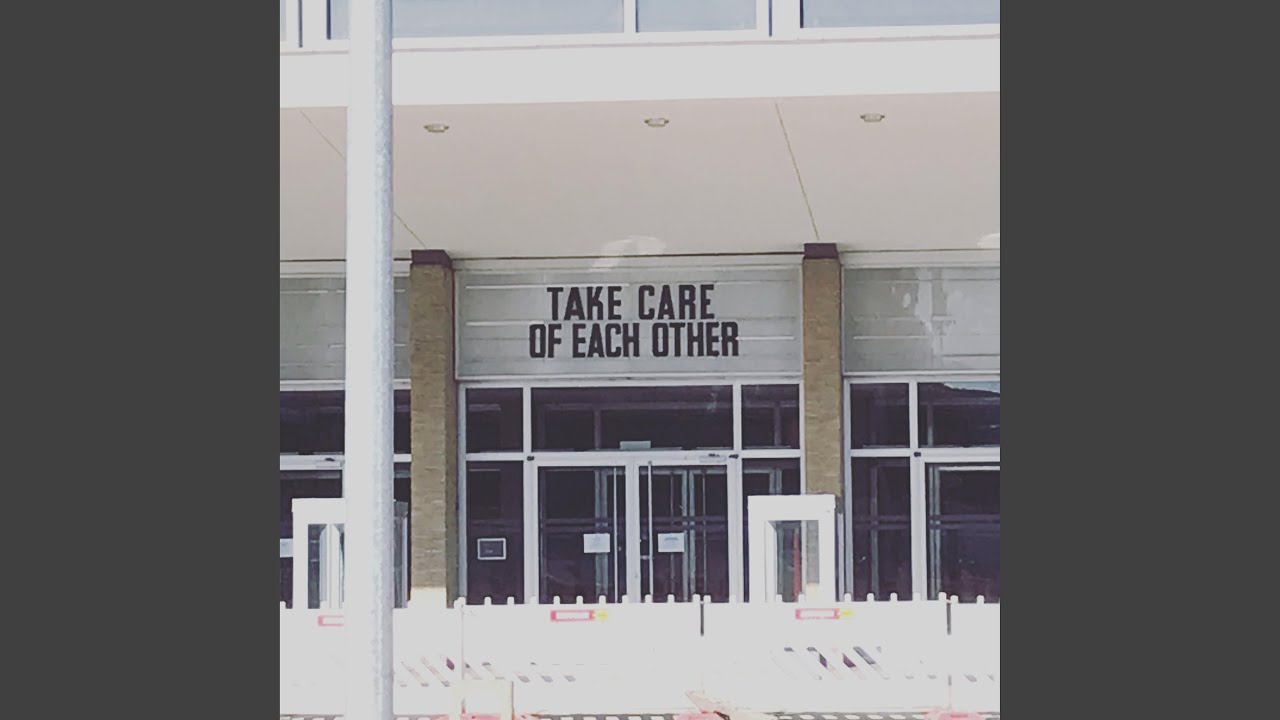 TAKE CARE
OF EACH OTHER